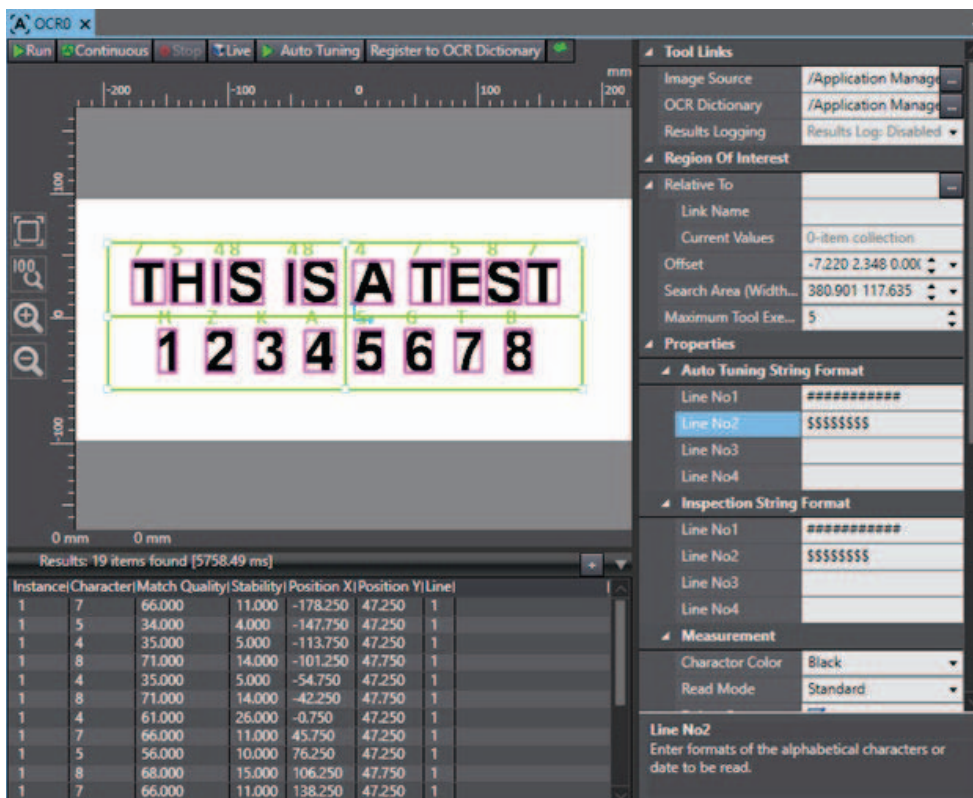 OCR0 ×
Run Continuous Stop Live Auto Tuning Register to OCR Dictionary
mm
-200 -100 0 100 200
100
0
-100
100
7 5 4 8 4 8 4 7 5 8 7
THIS IS A TEST
M Z K A S G T B
1 2 3 4 5 6 7 8
0 mm 0 mm
Results: 19 items found [5758.49 ms] +
Instance Character Match Quality Stability Position X Position Y Line
1 7 66.000 11.000 -178.250 47.250 1
1 5 34.000 4.000 -147.750 47.250 1
1 4 35.000 5.000 -113.750 47.250 1
1 8 71.000 14.000 -101.250 47.750 1
1 4 35.000 5.000 -54.750 47.250 1
1 8 71.000 14.000 -42.250 47.750 1
1 4 61.000 26.000 -0.750 47.250 1
1 7 66.000 11.000 45.750 47.250 1
1 5 56.000 10.000 76.250 47.250 1
1 8 68.000 15.000 106.250 47.750 1
1 7 66.000 11.000 138.250 47.250 1
Tool Links
Image Source /Application Manage ...
OCR Dictionary /Application Manage ...
Results Logging Results Log: Disabled
Region Of Interest
Relative To ...
Link Name
Current Values 0-item collection
Offset -7.220 2.348 0.00(
Search Area (Width... 380.901 117.635
Maximum Tool Exe... 5
Properties
Auto Tuning String Format
Line No1 ###########
Line No2 $$$$$$$$
Line No3
Line No4
Inspection String Format
Line No1 ###########
Line No2 $$$$$$$$
Line No3
Line No4
Measurement
Charactor Color Black
Read Mode Standard
Line No2
Enter formats of the alphabetical characters or
date to be read.